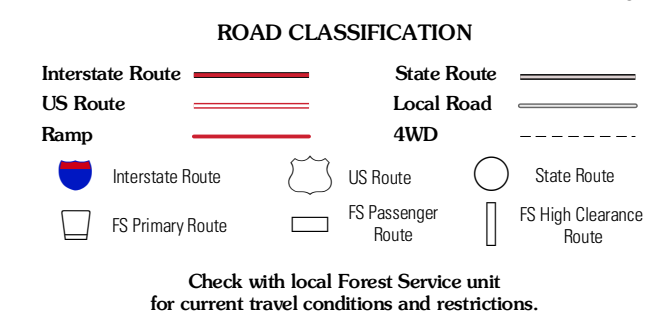 ROAD CLASSIFICATION
Interstate Route
State Route
US Route
Local Road
Ramp
4WD
Interstate Route
US Route
State Route
FS Primary Route
FS Passenger
Route
FS High Clearance
Route
Check with local Forest Service unit
for current travel conditions and restrictions.